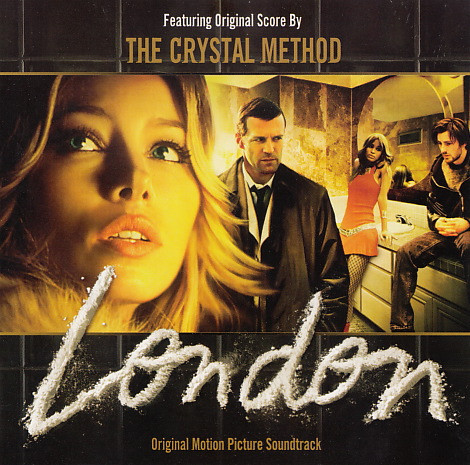 Featuring Original Score By
THE CRYSTAL METHOD
London
Original Motion Picture Soundtrack